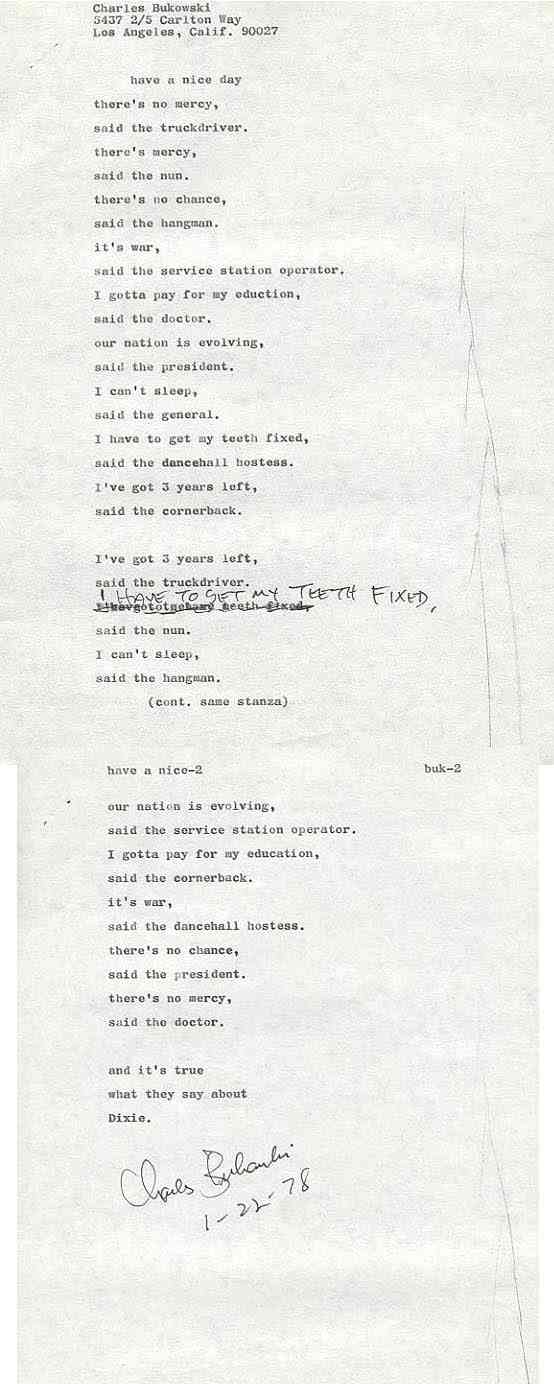 Charles Bukowski
5437 2/5 Carlton Way
Los Angeles, Calif. 90027
have a nice day
there's no mercy,
said the truckdriver.
there's mercy,
said the nun.
there's no chance,
said the hangman.
it's war,
said the service station operator.
I gotta pay for my eduction,
said the doctor.
our nation is evolving,
said the president.
I can't sleep,
said the general.
I have to get my teeth fixed,
said the dancehall hostess.
I've got 3 years left,
said the cornerback.
I've got 3 years left,
said the truckdriver.
I HAVE TO GET MY TEETH FIXED,
said the nun.
I can't sleep,
said the hangman.
(cont. same stanza)
have a nice-2 buk-2
our nation is evolving,
said the service station operator.
I gotta pay for my education,
said the cornerback.
it's war,
said the dancehall hostess.
there's no chance,
said the president.
there's no mercy,
said the doctor.
and it's true
what they say about
Dixie.
Charles Bukowski
1-22-78